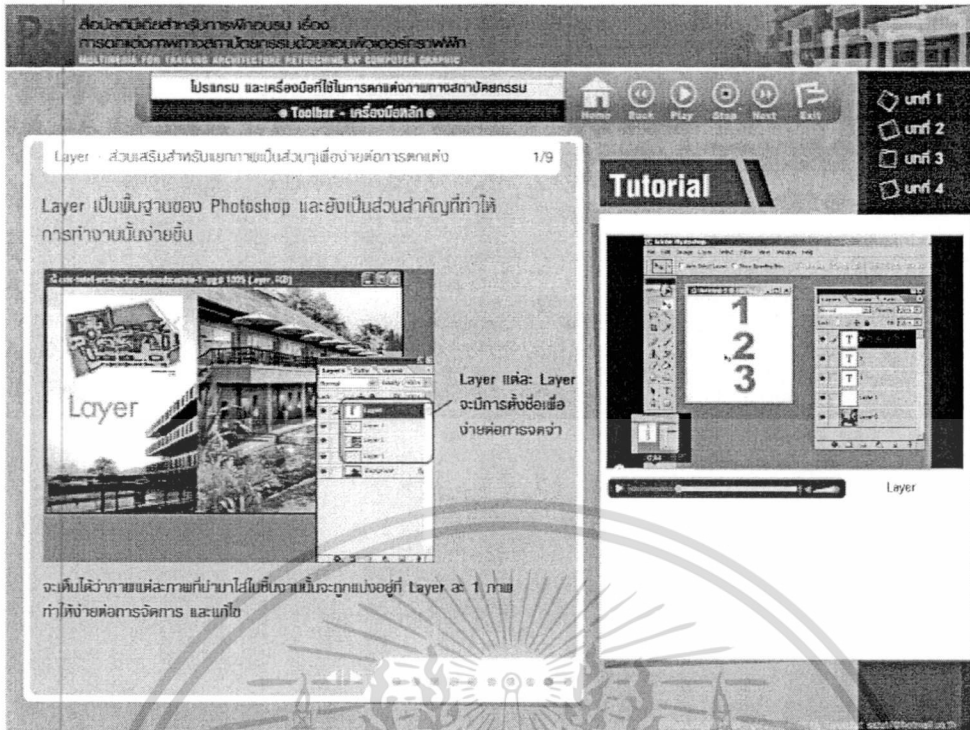 สื่อมัลติมีเดียสำหรับการฝึกอบรม เรื่อง
การตกแต่งภาพทางสถาปัตยกรรมด้วยคอมพิวเตอร์กราฟฟิก
MULTIMEDIA FOR TRAINING ARCHITECTURE RETOUCHING BY COMPUTER GRAPHIC
โปรแกรม และเครื่องมือที่ใช้ในการตกแต่งภาพทางสถาปัตยกรรม
Toolbar - เครื่องมือหลัก
Home Back Play Stop Next Exit
บทที่ 1
บทที่ 2
บทที่ 3
บทที่ 4
Layer - ส่วนเสริมสำหรับแยกภาพเป็นส่วนๆเพื่อง่ายต่อการตกแต่ง 1/9
Layer เป็นพื้นฐานของ Photoshop และยังเป็นส่วนสำคัญที่ทำให้
การทำงานนั้นง่ายขึ้น
Layer
Layer แต่ละ Layer
จะมีการตั้งชื่อเพื่อ
ง่ายต่อการจดจำ
จะเห็นได้ว่าภาพแต่ละภาพที่นำมาใส่ในชิ้นงานนั้นจะถูกแบ่งอยู่ที่ Layer ละ 1 ภาพ
ทำให้ง่ายต่อการจัดการ และแก้ไข
Tutorial
1
2
3
Layer